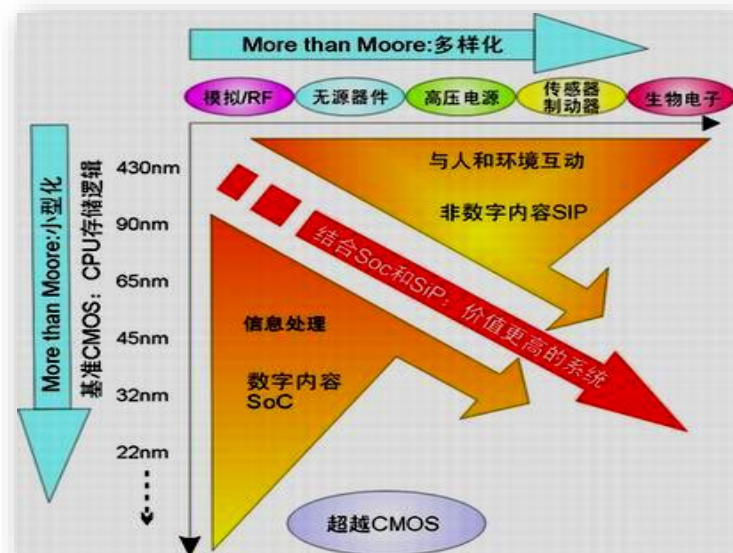 More than Moore:多样化
模拟/RF
无源器件
高压电源
传感器
制动器
生物电子
More than Moore:小型化
基准CMOS：CPU存储逻辑
430nm
90nm
65nm
45nm
32nm
22nm
与人和环境互动
非数字内容SIP
结合Soc和SiP：价值更高的系统
信息处理
数字内容
SoC
超越CMOS